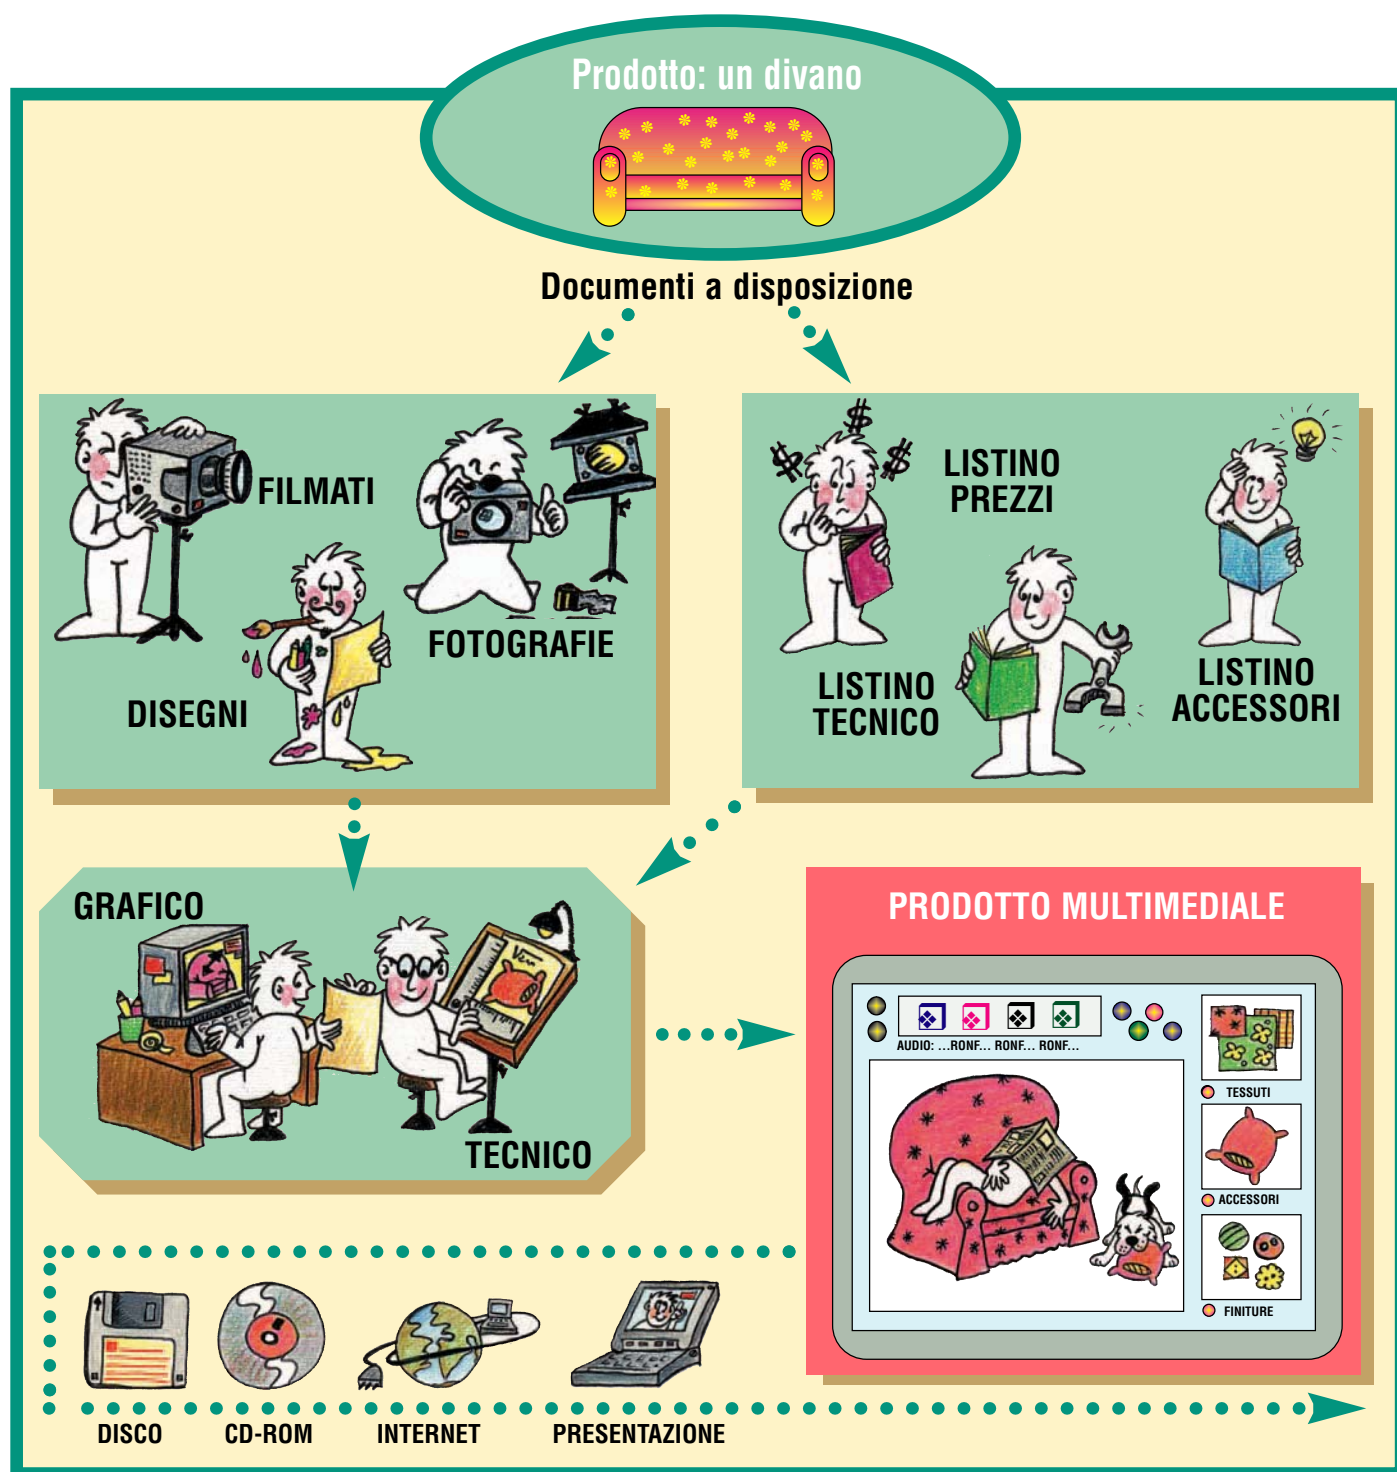 Prodotto: un divano
Documenti a disposizione
FILMATI
FOTOGRAFIE
DISEGNI
LISTINO
PREZZI
LISTINO
TECNICO
LISTINO
ACCESSORI
GRAFICO
TECNICO
PRODOTTO MULTIMEDIALE
AUDIO: ...RONF... RONF... RONF...
TESSUTI
ACCESSORI
FINITURE
DISCO
CD-ROM
INTERNET
PRESENTAZIONE